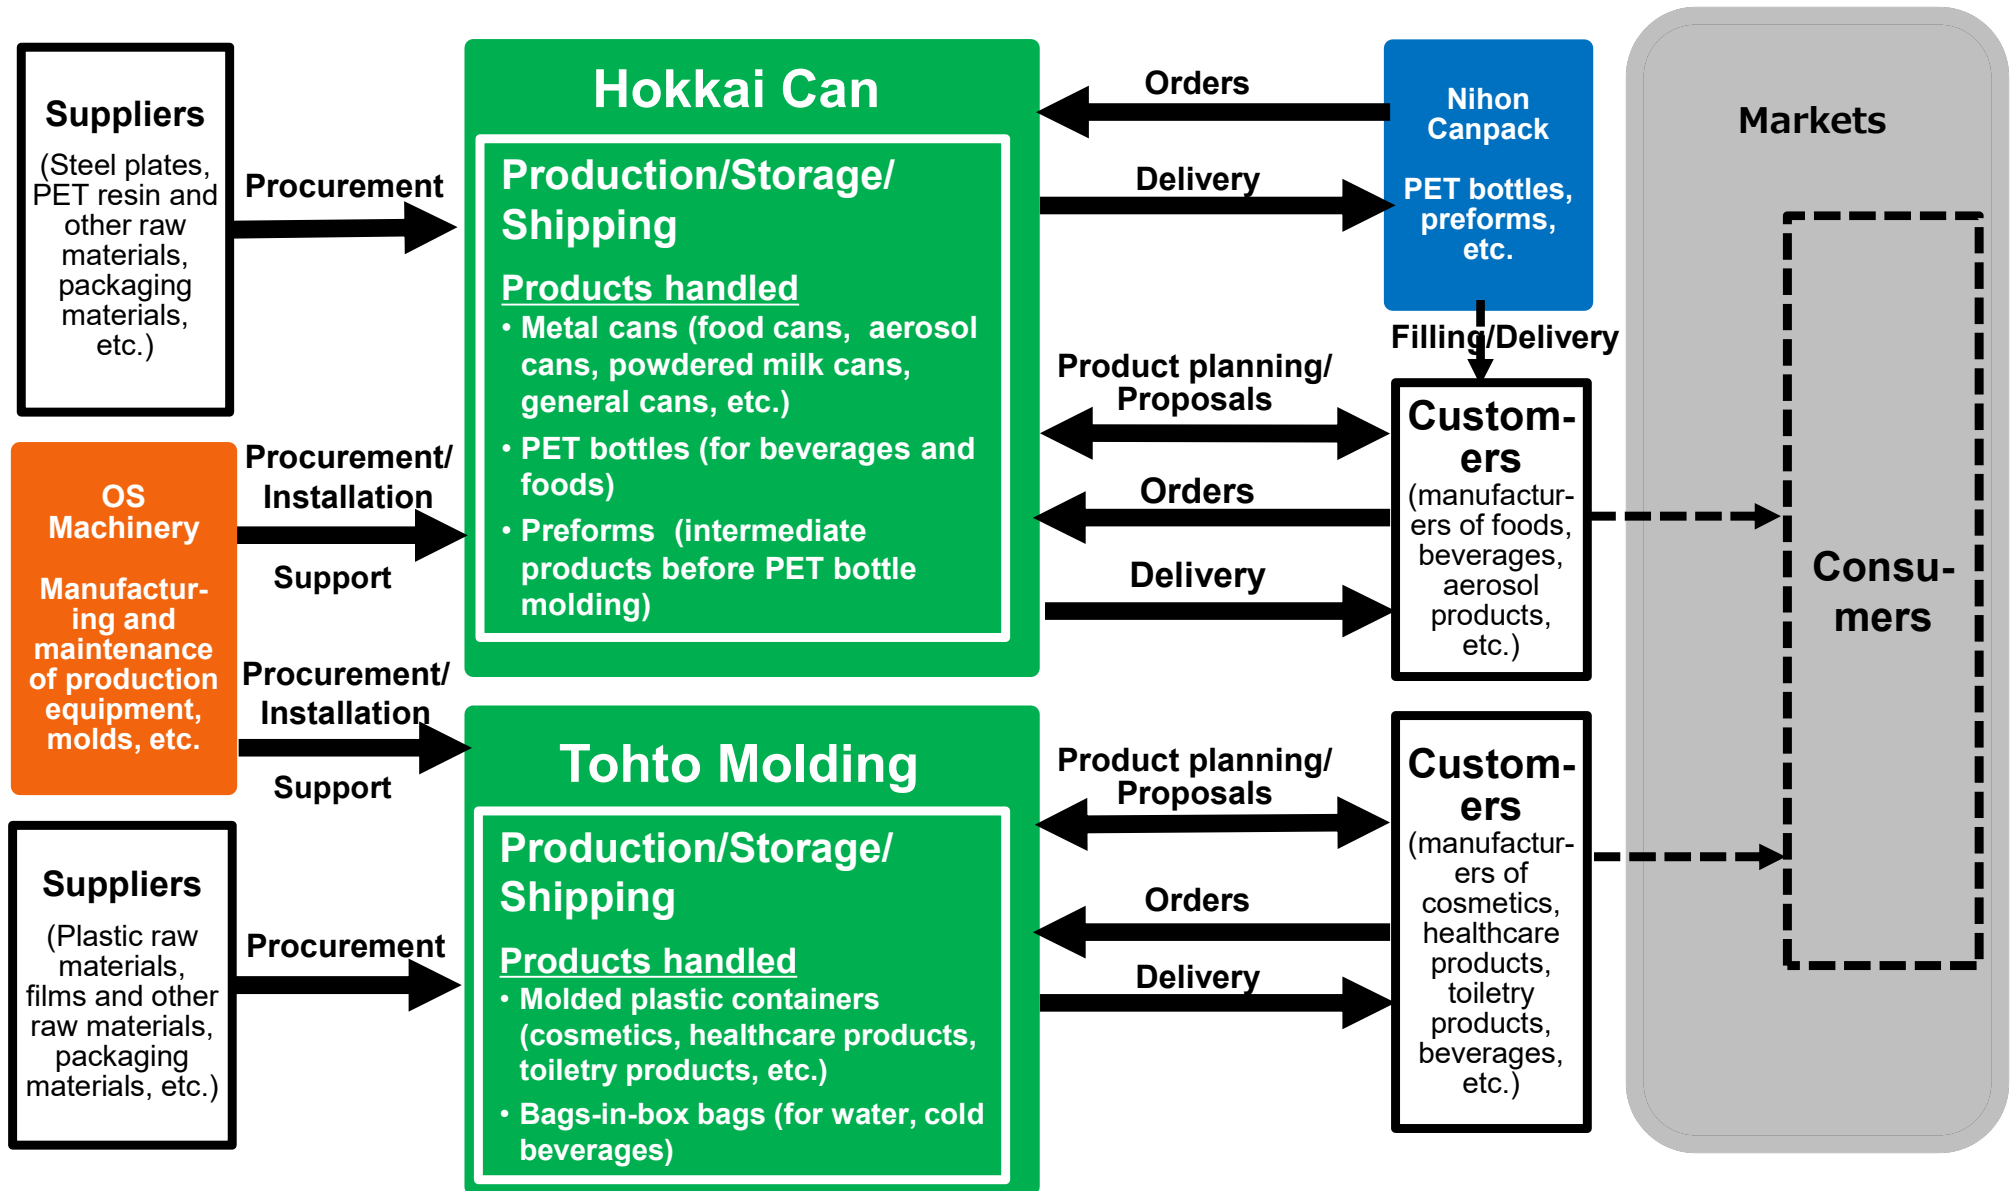 Suppliers
(Steel plates,
PET resin and
other raw
materials,
packaging
materials,
etc.)
Procurement
OS
Machinery
Manufactur-
ing and
maintenance
of production
equipment,
molds, etc.
Procurement/
Installation
Support
Procurement/
Installation
Support
Suppliers
(Plastic raw
materials,
films and other
raw materials,
packaging
materials, etc.)
Procurement
Hokkai Can
Production/Storage/
Shipping
Products handled
• Metal cans (food cans, aerosol
cans, powdered milk cans,
general cans, etc.)
• PET bottles (for beverages and
foods)
• Preforms (intermediate
products before PET bottle
molding)
Tohto Molding
Production/Storage/
Shipping
Products handled
• Molded plastic containers
(cosmetics, healthcare products,
toiletry products, etc.)
• Bags-in-box bags (for water, cold
beverages)
Orders
Delivery
Product planning/
Proposals
Orders
Delivery
Product planning/
Proposals
Orders
Delivery
Nihon
Canpack
PET bottles,
preforms,
etc.
Filling/Delivery
Custom-
ers
(manufactur-
ers of foods,
beverages,
aerosol
products,
etc.)
Custom-
ers
(manufactur-
ers of
cosmetics,
healthcare
products,
toiletry
products,
beverages,
etc.)
Markets
Consu-
mers